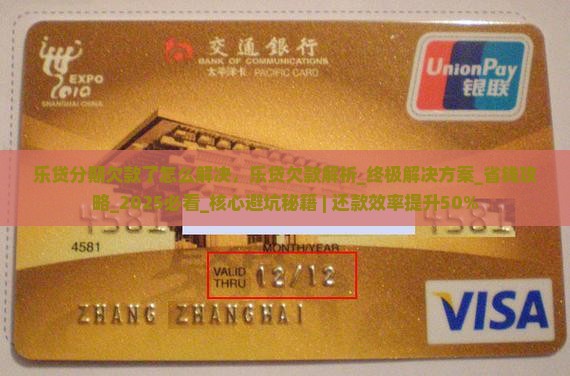 EXPO
2010
SHANGHAI CHINA
交通銀行
BANK OF COMMUNICATIONS
太平洋卡 PACIFIC CARD
UnionPay
银联
乐贷分期欠款了怎么解决，乐贷欠款解析_终极解决方案_省钱攻
略_2025必看_核心避坑秘籍 | 还款效率提升50%
4581 4581
4581
MONTH/YEAR
VALID
THRU 12/12
ZHANG ZHANGHAI
VISA